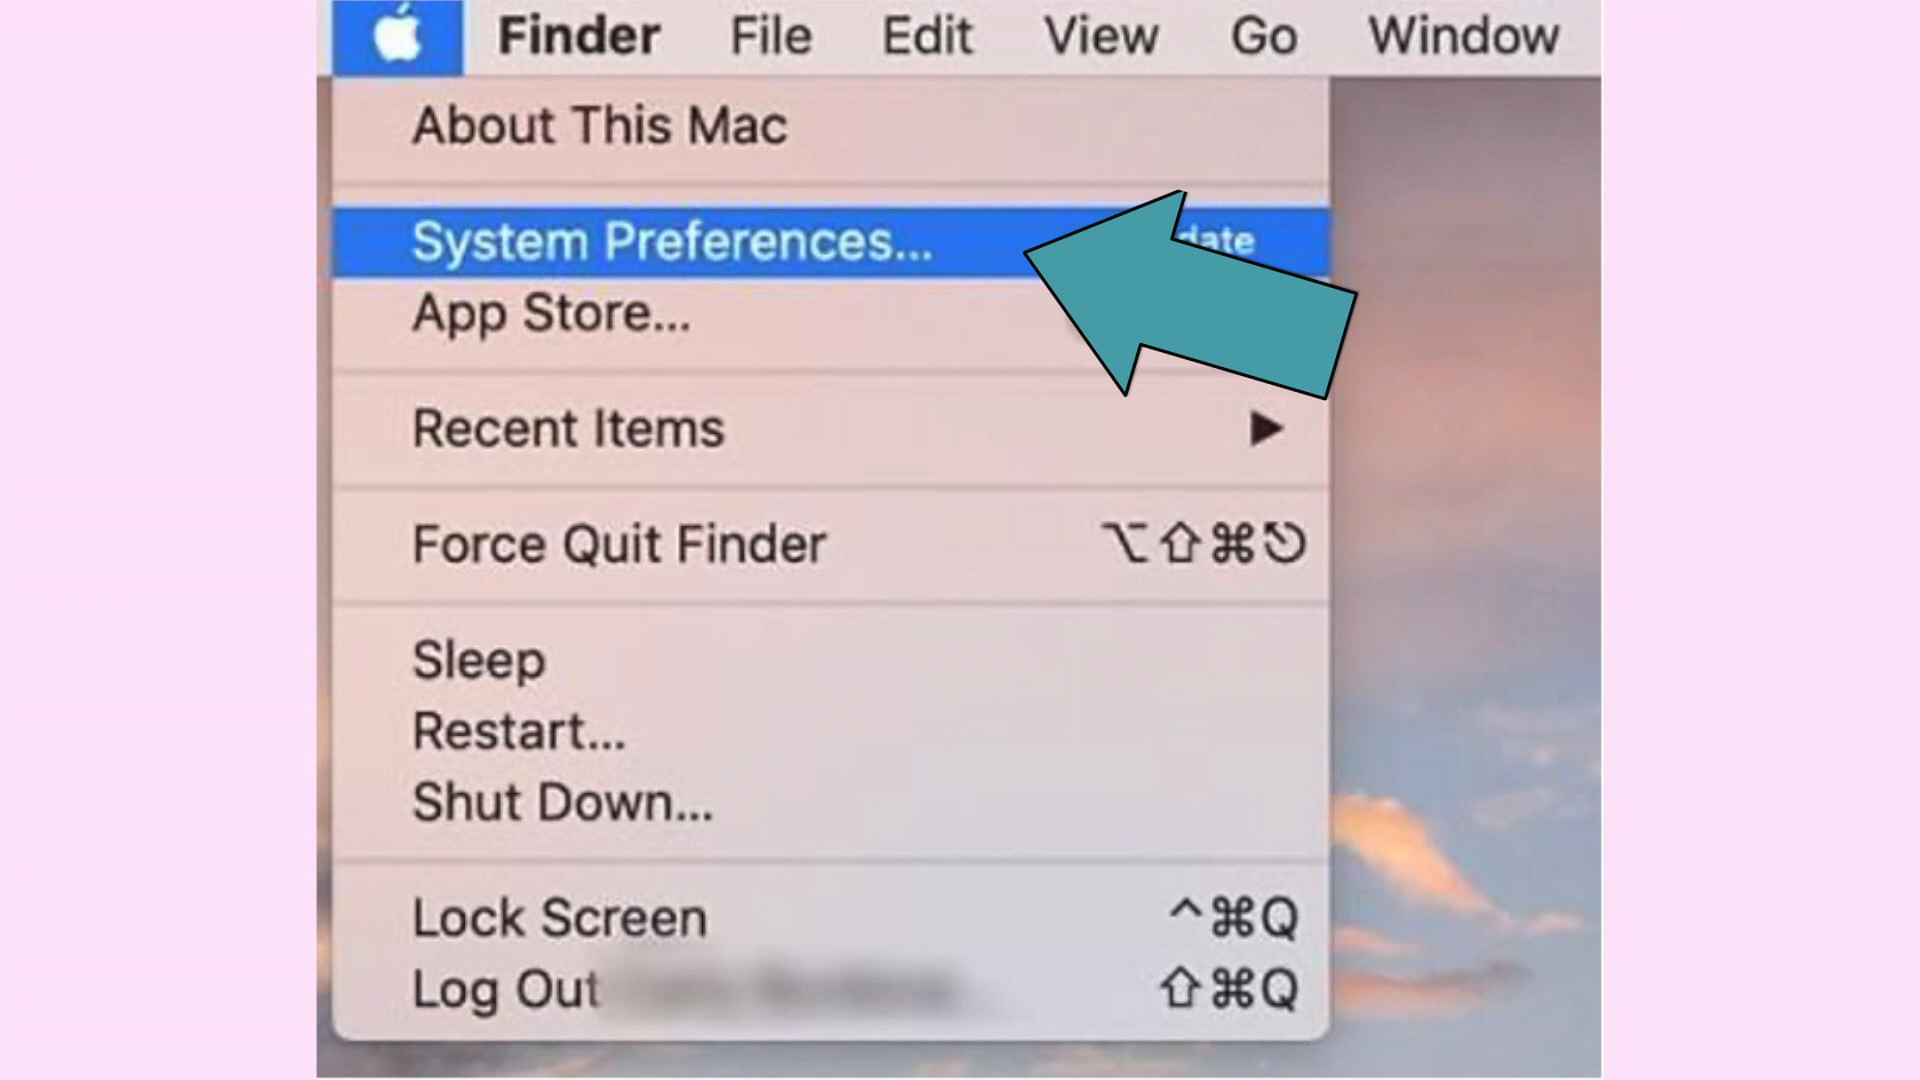 Finder File Edit View Go Window
About This Mac
System Preferences...
App Store...
Recent Items ▶
Force Quit Finder ⌥⇧⌘⎋
Sleep
Restart...
Shut Down...
Lock Screen ^⌘Q
Log Out ⇧⌘Q